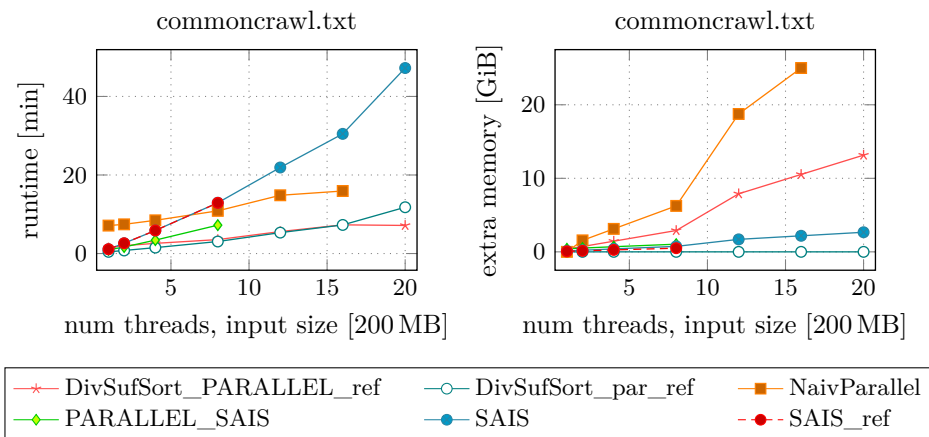 commoncrawl.txt
runtime [min]
40
20
0
5
10
15
20
num threads, input size [200 MB]
commoncrawl.txt
extra memory [GiB]
20
10
0
5
10
15
20
num threads, input size [200 MB]
DivSufSort_PARALLEL_ref
DivSufSort_par_ref
NaivParallel
PARALLEL_SAIS
SAIS
SAIS_ref